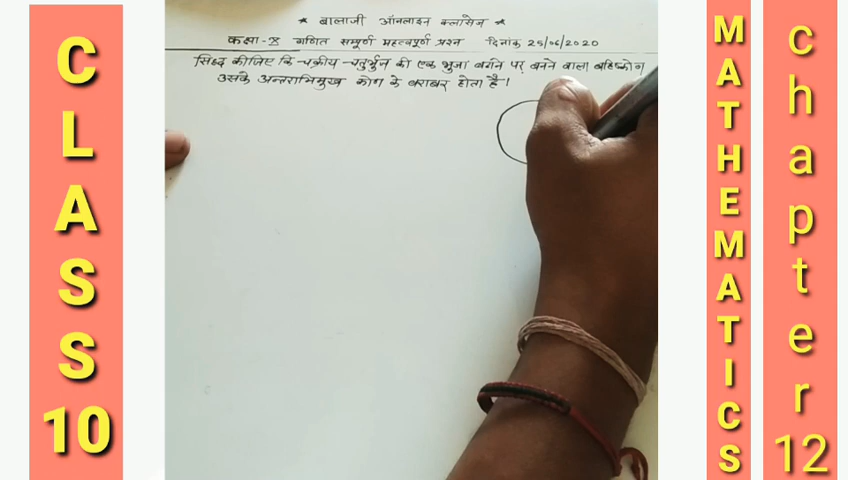 CLASS 10
★ बालाजी ऑनलाइन क्लासेज ★
कक्षा-X गणित सम्पूर्ण महत्वपूर्ण प्रश्न दिनांक 25/06/2020
सिद्ध कीजिए कि चक्रीय चतुर्भुज की एक भुजा बढ़ाने पर बनने वाला बहिष्कोण
उसके अन्तराभिमुख कोण के बराबर होता है।
MATHEMATICS
chapter 12